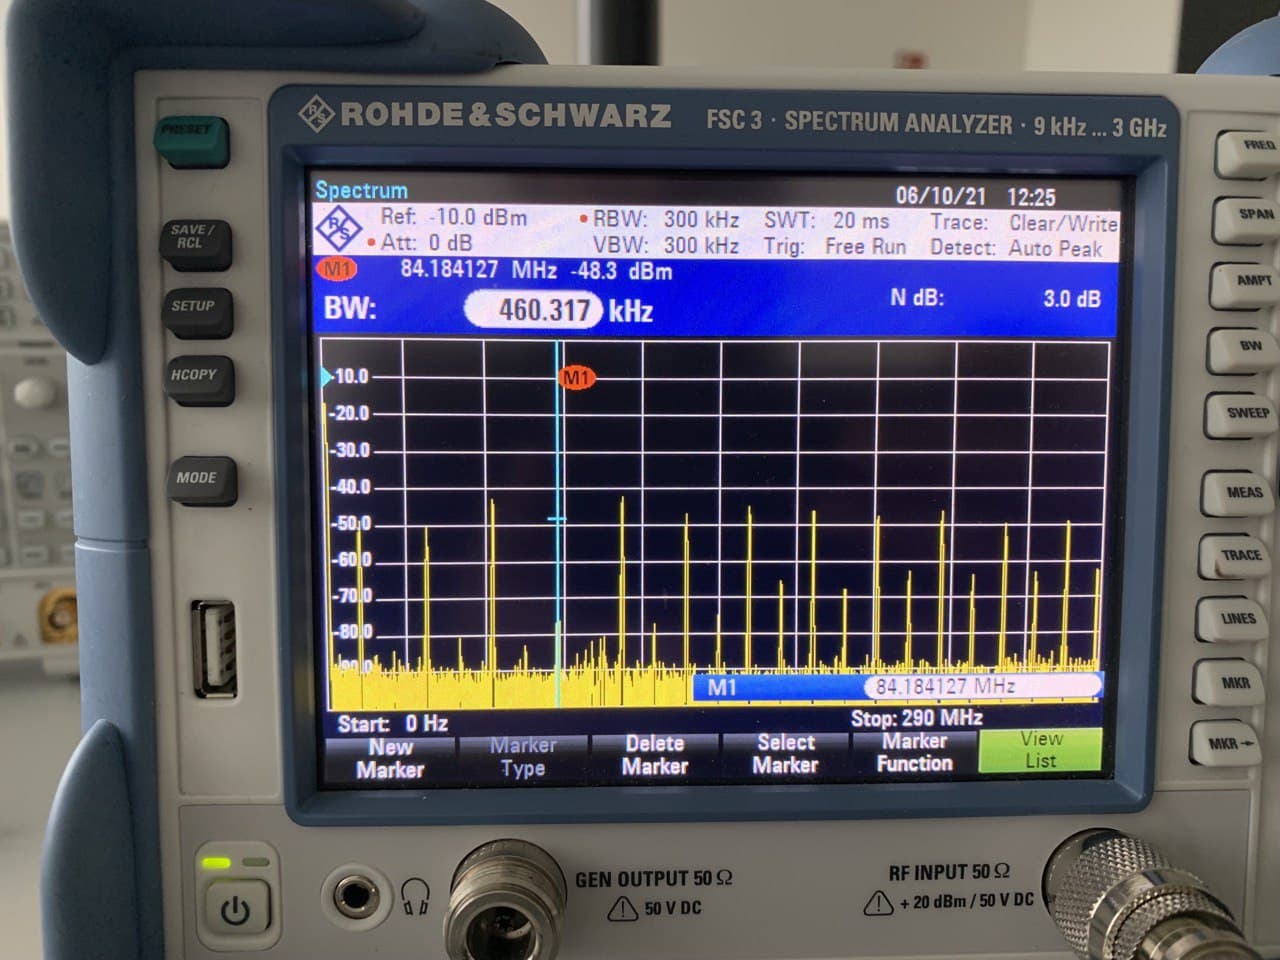 ROHDE & SCHWARZ FSC 3 · SPECTRUM ANALYZER · 9 kHz ... 3 GHz
PRESET
SAVE /
RCL
SETUP
HCOPY
MODE
Spectrum 06/10/21 12:25
R S
Ref: -10.0 dBm • RBW: 300 kHz SWT: 20 ms Trace: Clear/Write
• Att: 0 dB VBW: 300 kHz Trig: Free Run Detect: Auto Peak
M1 84.184127 MHz -48.3 dBm
BW: 460.317 kHz N dB: 3.0 dB
M1
-10.0
-20.0
-30.0
-40.0
-50.0
-60.0
-70.0
-80.0
-90.0
M1 84.184127 MHz
Start: 0 Hz Stop: 290 MHz
New
Marker
Marker
Type
Delete
Marker
Select
Marker
Marker
Function
View
List
FREQ
SPAN
AMPT
BW
SWEEP
MEAS
TRACE
LINES
MKR
MKR→
GEN OUTPUT 50 Ω
50 V DC
RF INPUT 50 Ω
+ 20 dBm / 50 V DC